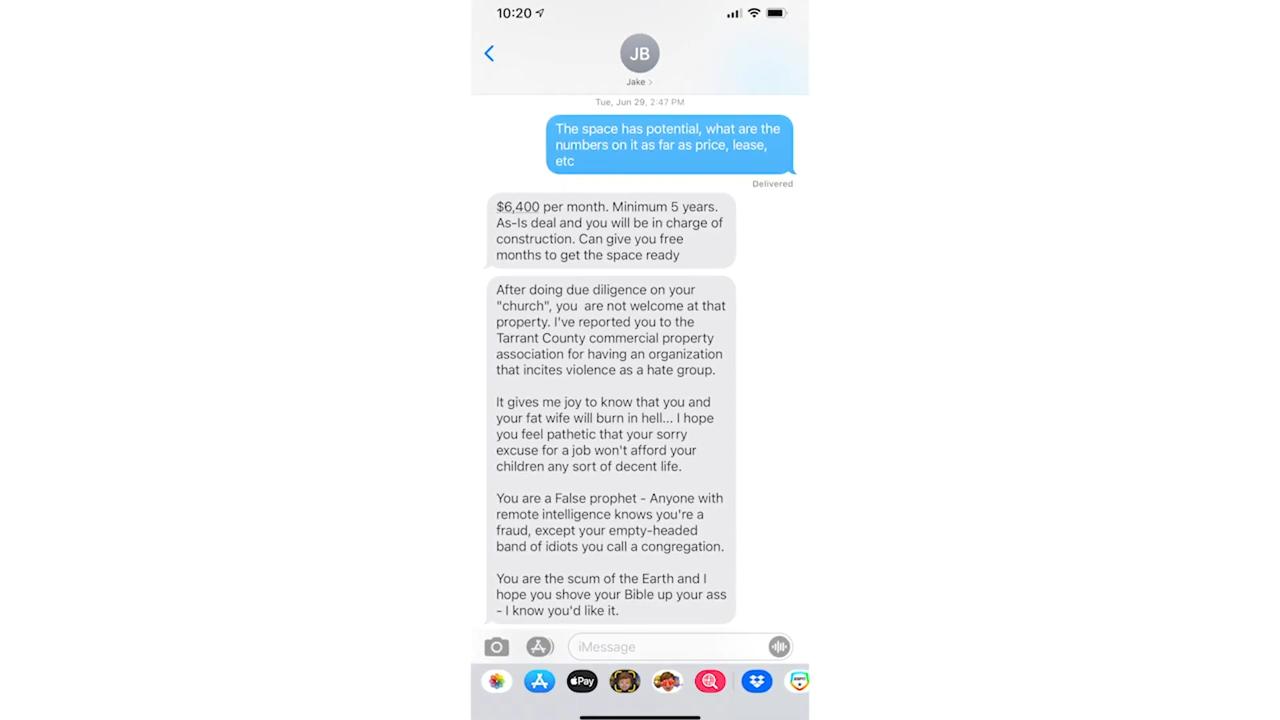 10:20
JB
Jake
Tue, Jun 29, 2:47 PM
The space has potential, what are the
numbers on it as far as price, lease,
etc
Delivered
$6,400 per month. Minimum 5 years.
As-Is deal and you will be in charge of
construction. Can give you free
months to get the space ready
After doing due diligence on your
"church", you are not welcome at that
property. I've reported you to the
Tarrant County commercial property
association for having an organization
that incites violence as a hate group.
It gives me joy to know that you and
your fat wife will burn in hell... I hope
you feel pathetic that your sorry
excuse for a job won't afford your
children any sort of decent life.
You are a False prophet - Anyone with
remote intelligence knows you're a
fraud, except your empty-headed
band of idiots you call a congregation.
You are the scum of the Earth and I
hope you shove your Bible up your ass
- I know you'd like it.
iMessage
Pay